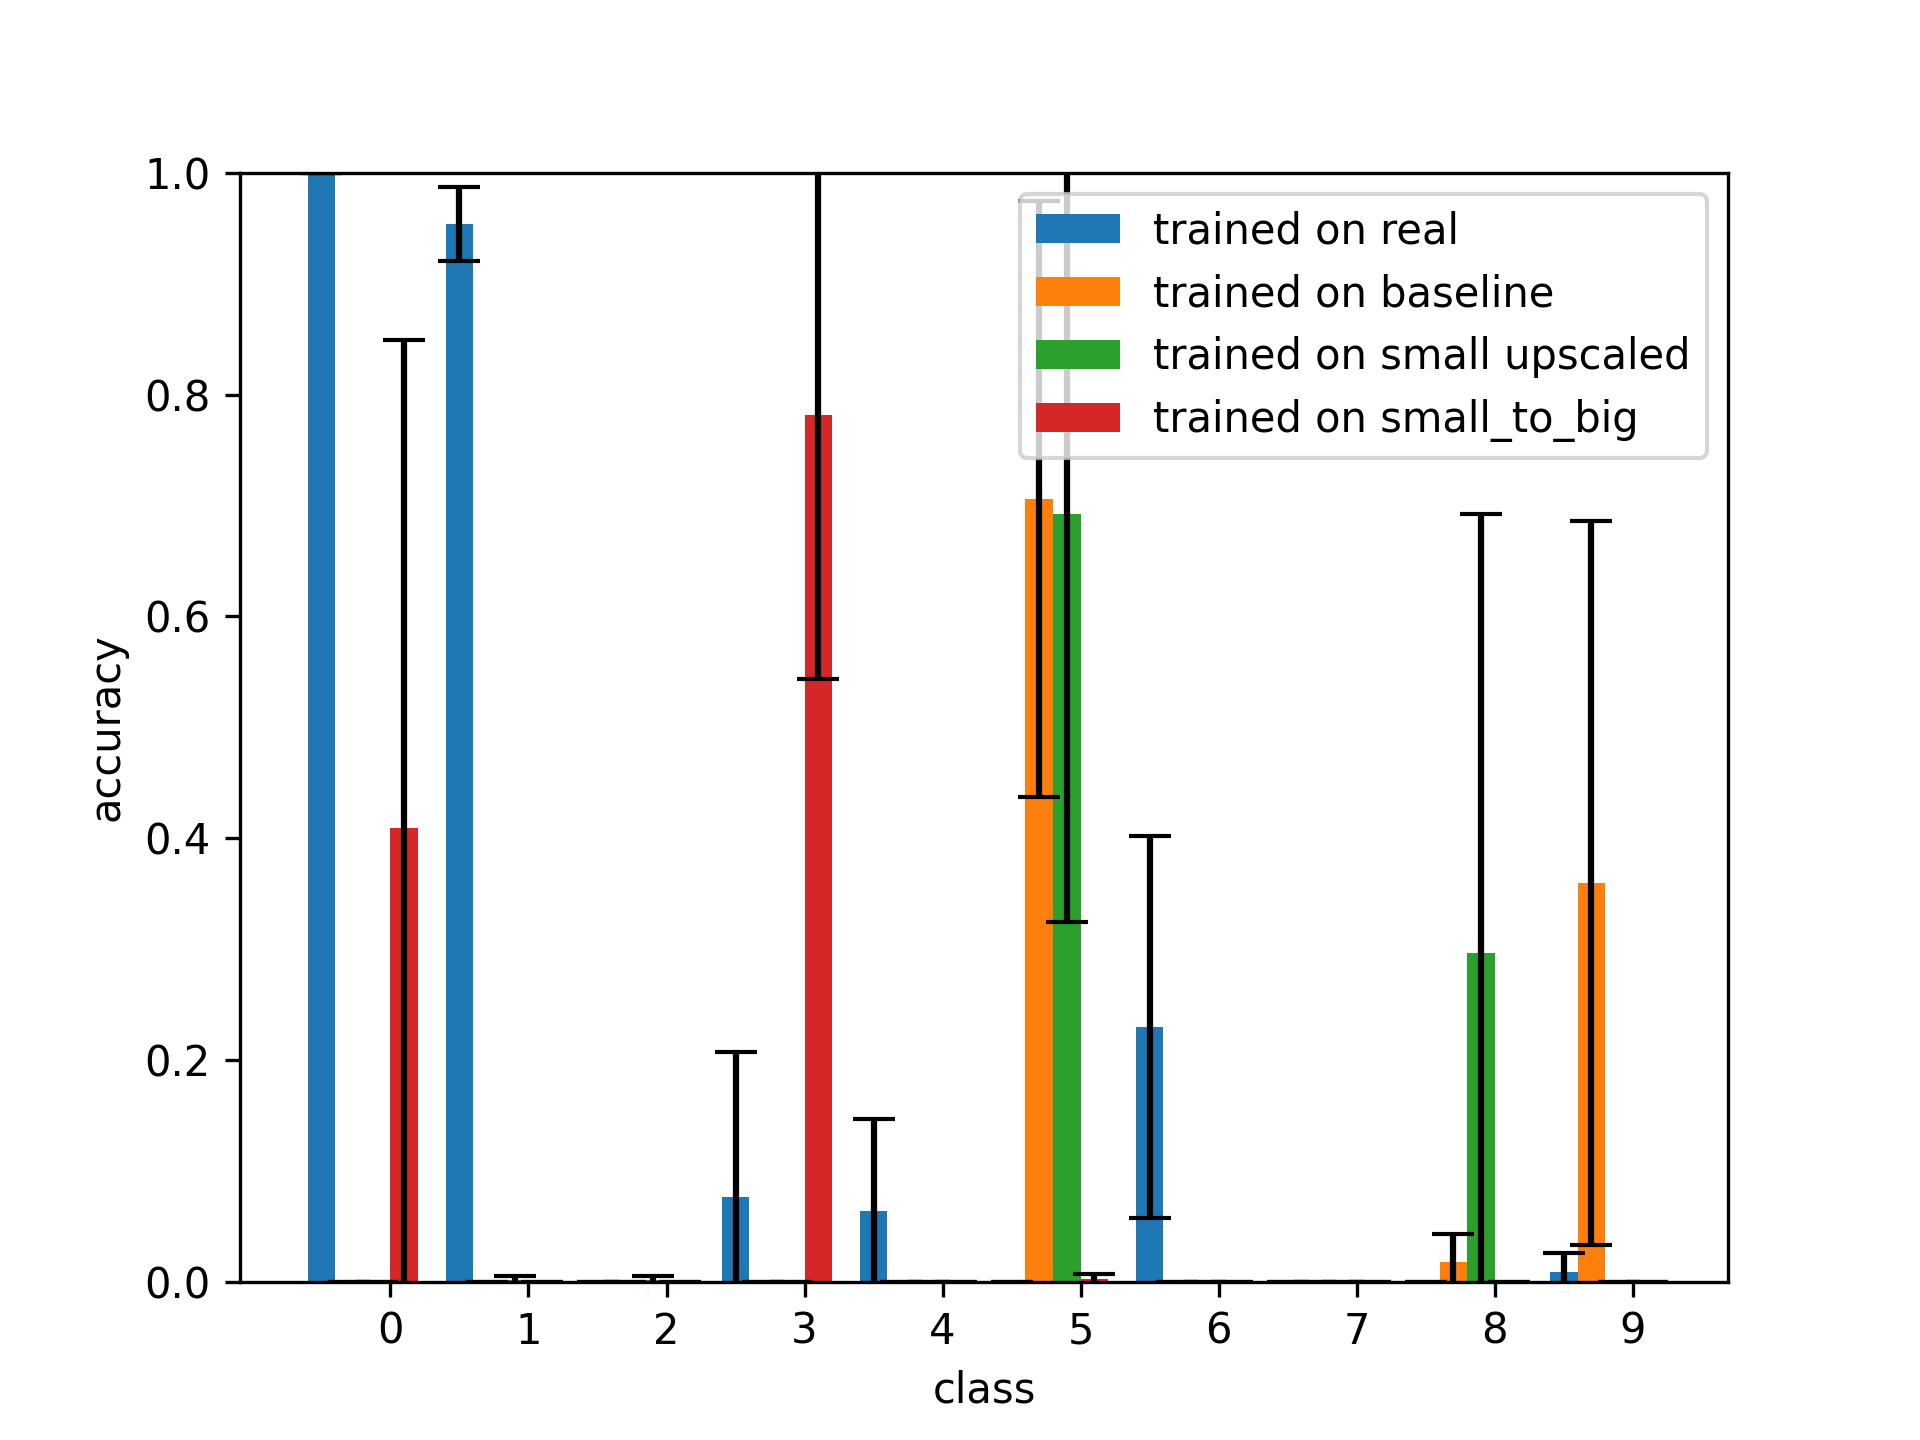 1.0
0.8
0.6
0.4
0.2
0.0
accuracy
trained on real
trained on baseline
trained on small upscaled
trained on small_to_big
0 1 2 3 4 5 6 7 8 9
class